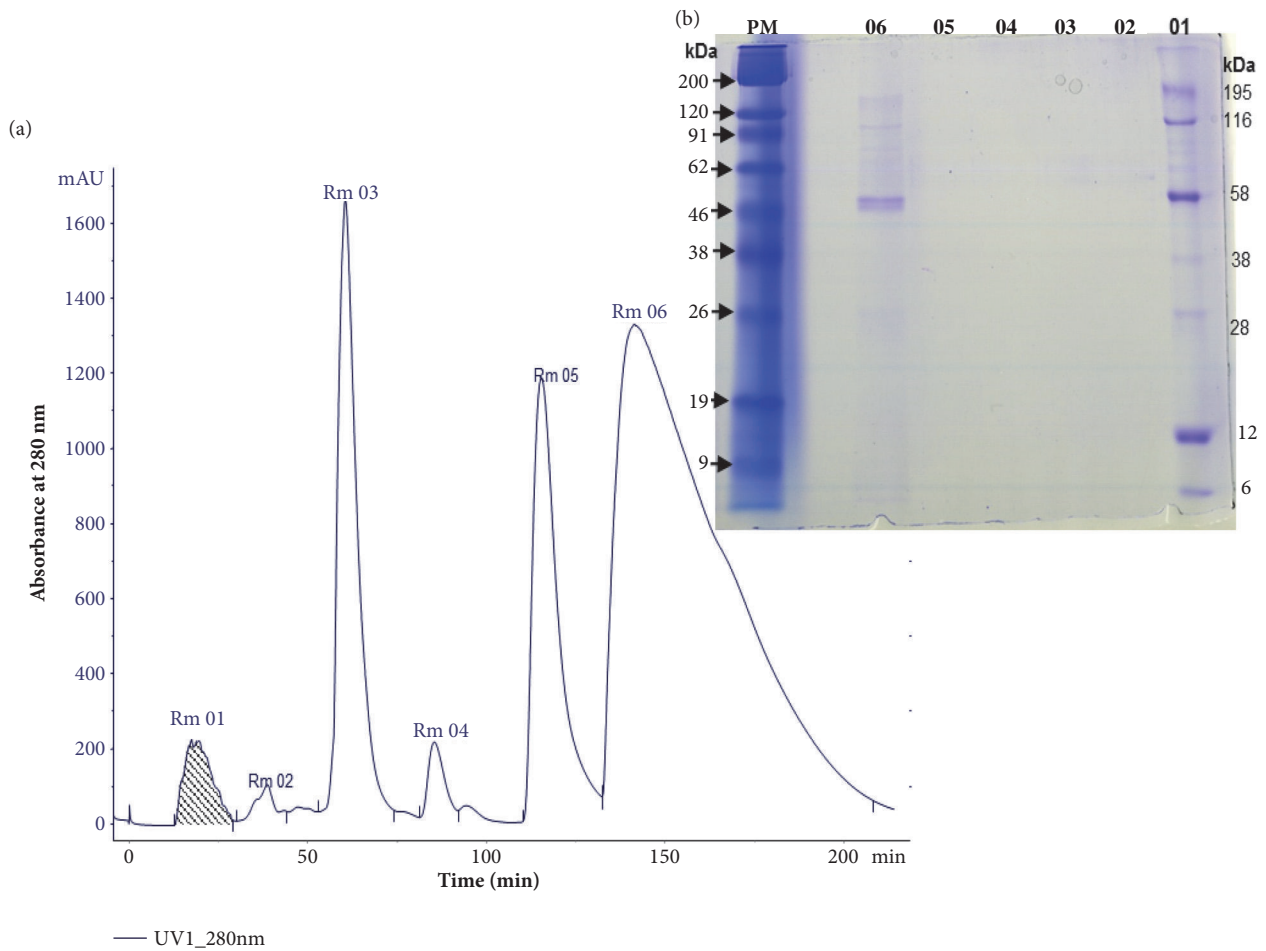 (a)
mAU
1600
1400
1200
1000
800
600
400
200
0
Absorbance at 280 nm
Rm 01
Rm 02
Rm 03
Rm 04
Rm 05
Rm 06
0 50 100 150 200 min
Time (min)
UV1_280nm
(b)
PM 06 05 04 03 02 01
kDa
200
120
91
62
46
38
26
19
9
kDa
195
116
58
38
28
12
6